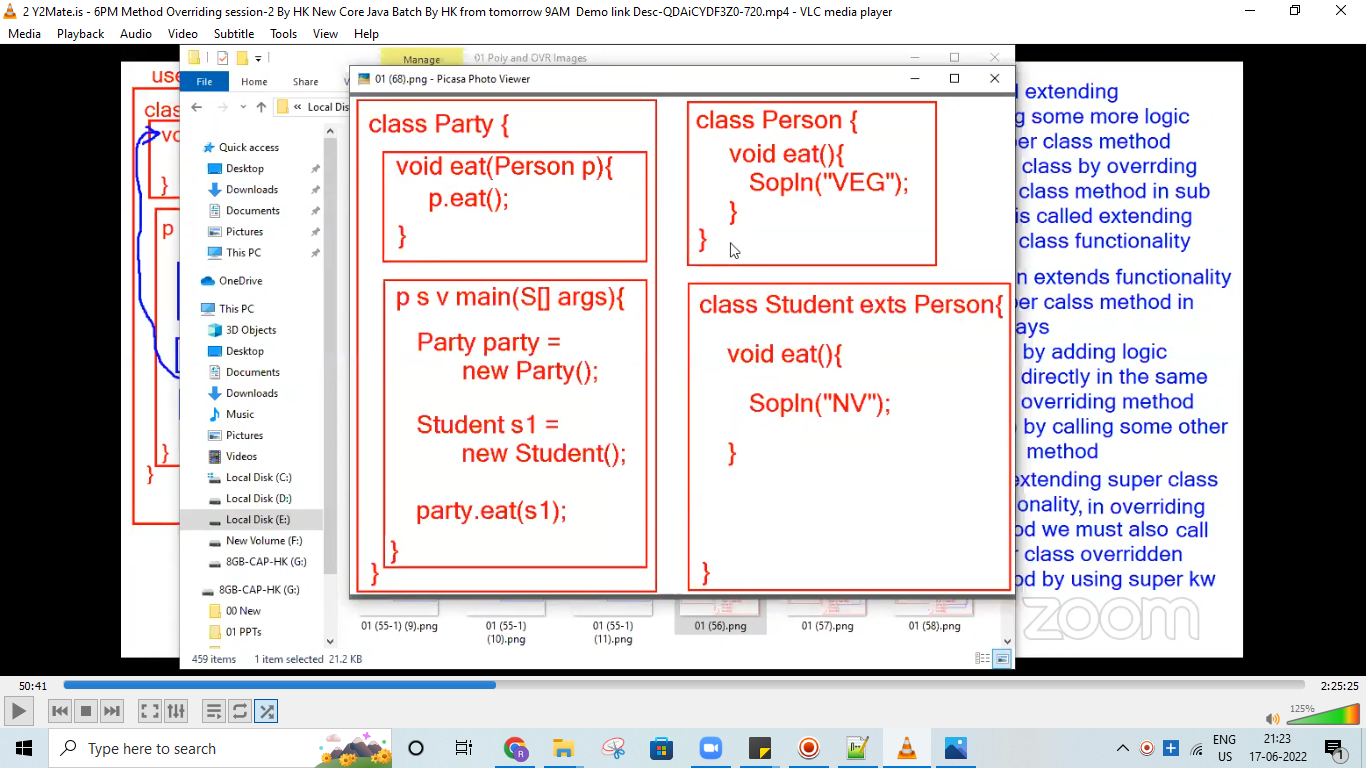 2 Y2Mate.is - 6PM Method Overriding session-2 By HK New Core Java Batch By HK from tomorrow 9AM Demo link Desc-QDAiCYDF3Z0-720.mp4 - VLC media player
Media Playback Audio Video Subtitle Tools View Help
Manage 01 Poly and OVR Images
File Home Share
01 (68).png - Picasa Photo Viewer
« Local Dis
Quick access
Desktop
Downloads
Documents
Pictures
This PC
OneDrive
This PC
3D Objects
Desktop
Documents
Downloads
Music
Pictures
Videos
Local Disk (C:)
Local Disk (D:)
Local Disk (E:)
New Volume (F:)
8GB-CAP-HK (G:)
8GB-CAP-HK (G:)
00 New
01 PPTs
459 items 1 item selected 21.2 KB
class Party {
void eat(Person p){
p.eat();
}
p s v main(S[] args){
Party party =
new Party();
Student s1 =
new Student();
party.eat(s1);
}
}
class Person {
void eat(){
Sopln("VEG");
}
}
class Student exts Person{
void eat(){
Sopln("NV");
}
}
01 (55-1) (9).png
01 (55-1) (10).png
01 (55-1) (11).png
01 (56).png
01 (57).png
01 (58).png
use
clas
vo
}
p
}
}
extending
g some more logic
er class method
class by overrding
class method in sub
is called extending
class functionality
n extends functionality
er calss method in
ays
by adding logic
directly in the same
overriding method
by calling some other
method
extending super class
onality, in overriding
od we must also call
r class overridden
od by using super kw
zoom
50:41
2:25:25
125%
Type here to search
ENG
US
21:23
17-06-2022
1